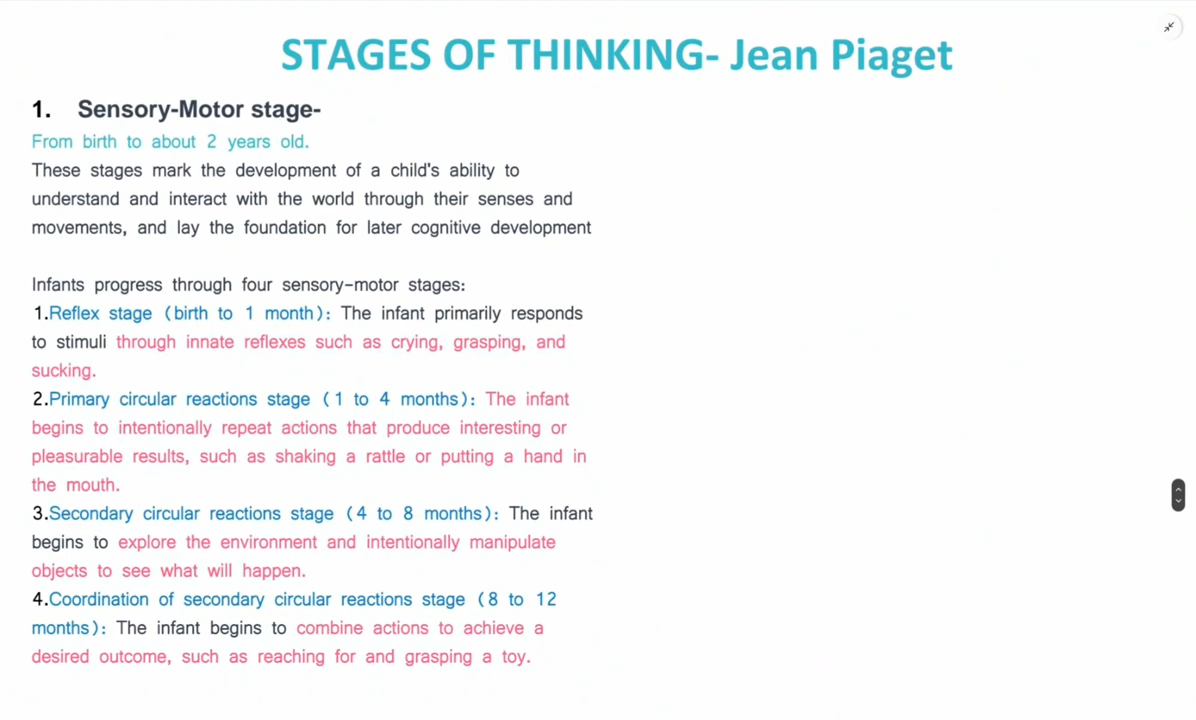 STAGES OF THINKING- Jean Piaget
1. Sensory-Motor stage-
From birth to about 2 years old.
These stages mark the development of a child's ability to
understand and interact with the world through their senses and
movements, and lay the foundation for later cognitive development
Infants progress through four sensory-motor stages:
1.Reflex stage (birth to 1 month): The infant primarily responds
to stimuli through innate reflexes such as crying, grasping, and
sucking.
2.Primary circular reactions stage (1 to 4 months): The infant
begins to intentionally repeat actions that produce interesting or
pleasurable results, such as shaking a rattle or putting a hand in
the mouth.
3.Secondary circular reactions stage (4 to 8 months): The infant
begins to explore the environment and intentionally manipulate
objects to see what will happen.
4.Coordination of secondary circular reactions stage (8 to 12
months): The infant begins to combine actions to achieve a
desired outcome, such as reaching for and grasping a toy.